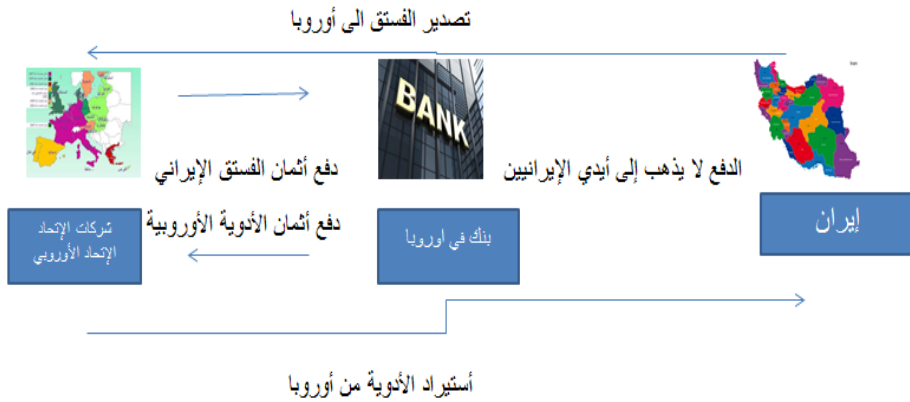 تصدير الفستق الى أوروبا
BANK
دفع أثمان الفستق الإيراني
الدفع لا يذهب إلى أيدي الإيرانيين
دفع أثمان الأدوية الأوروبية
إيران
بنك في اوروبا
شركات الإتحاد
الإتحاد الأوروبي
أستيراد الأدوية من أوروبا